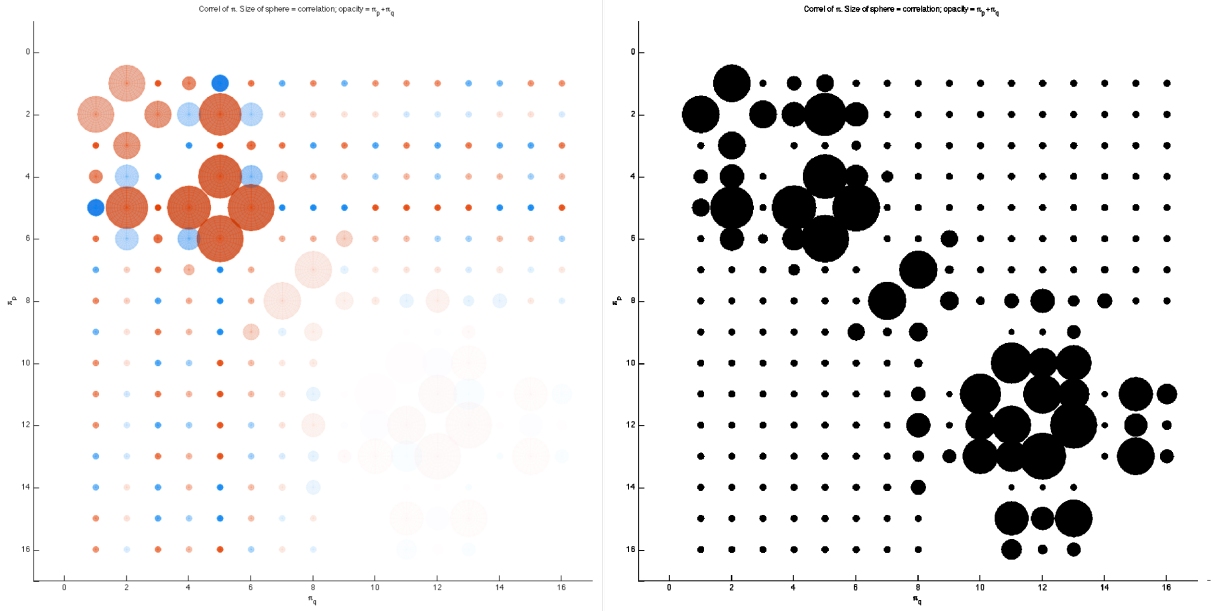 Correl of π. Size of sphere = correlation; opacity = π_p+π_q
0
2
4
6
8
10
12
14
16
π_p
0 2 4 6 8 10 12 14 16
π_q
Correl of π. Size of sphere = correlation; opacity = π_p+π_q
0
2
4
6
8
10
12
14
16
π_p
0 2 4 6 8 10 12 14 16
π_q